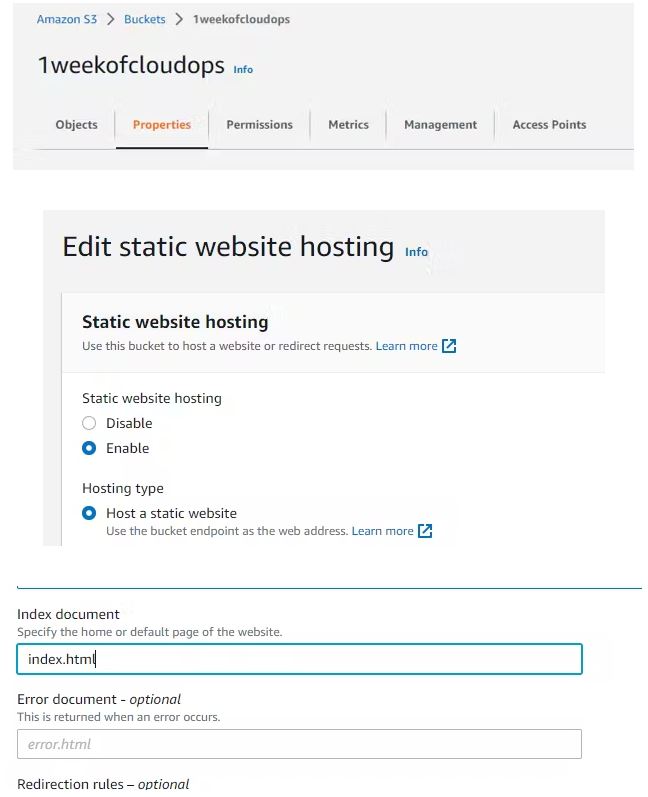 Amazon S3 > Buckets > 1weekofcloudops
1weekofcloudops Info
Objects Properties Permissions Metrics Management Access Points
Edit static website hosting Info
Static website hosting
Use this bucket to host a website or redirect requests. Learn more
Static website hosting
Disable
Enable
Hosting type
Host a static website
Use the bucket endpoint as the web address. Learn more
Index document
Specify the home or default page of the website.
index.html
Error document - optional
This is returned when an error occurs.
error.html
Redirection rules – optional